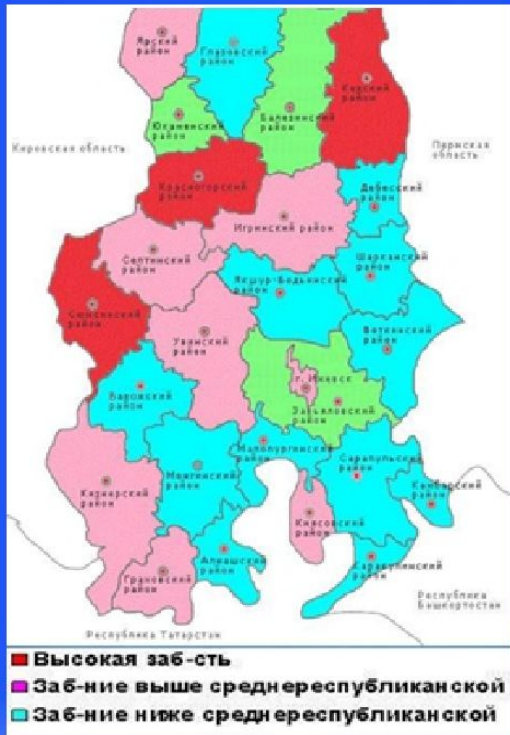 Ярский
район
Глазовский
район
Кезский
район
Юкаменский
район
Балезинский
район
Кировская область
Пермская
область
Красногорский
район
Дебесский
район
Игринский район
Селтинский
район
Шарканский
район
Якшур-Бодьинский
район
Сюмсинский
район
Увинский
район
Воткинский
район
г. Ижевск
Завьяловский
район
Вавожский
район
Малопургинский
район
Сарапульский
район
Можгинский
район
Камбарский
район
Кизнерский
район
Киясовский
район
Алнашский
район
Каракулинский
район
Граховский
район
Республика
Башкортостан
Республика Татарстан
Высокая заб-сть
Заб-ние выше среднереспубликанской
Заб-ние ниже среднереспубликанской